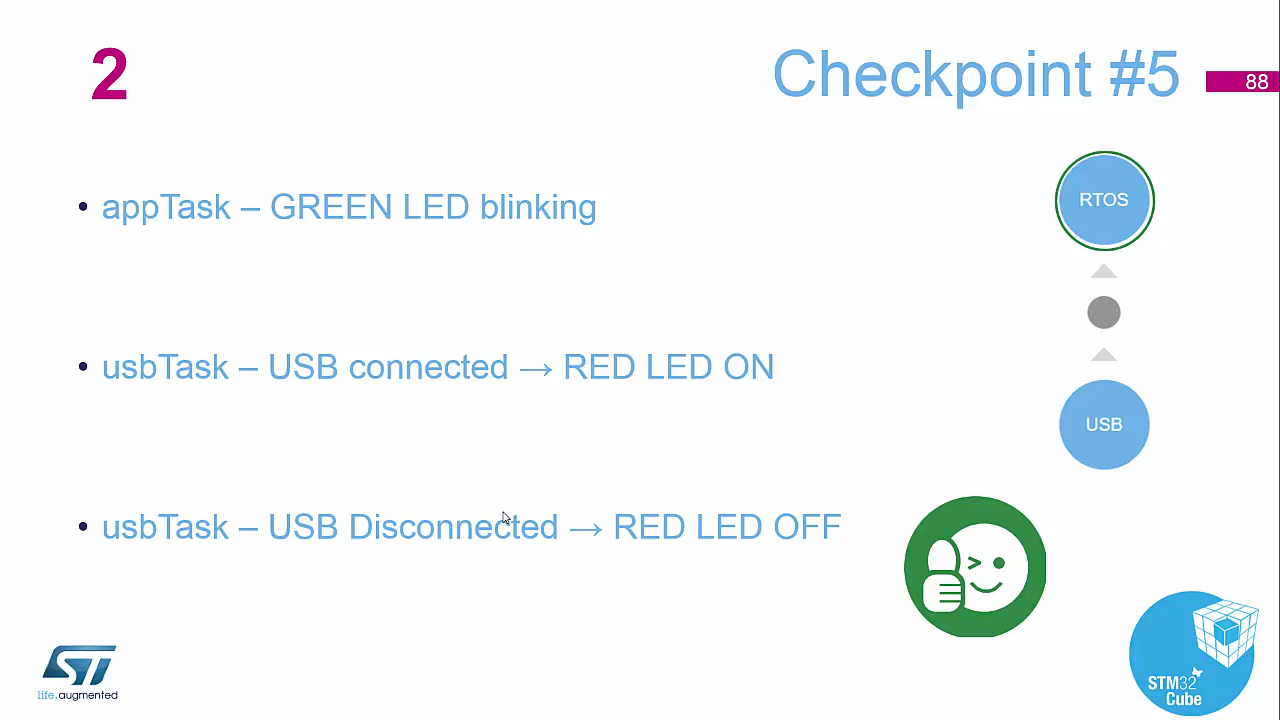 2
Checkpoint #5
88
• appTask – GREEN LED blinking
RTOS
• usbTask – USB connected → RED LED ON
USB
• usbTask – USB Disconnected → RED LED OFF
ST
life.augmented
STM32
Cube